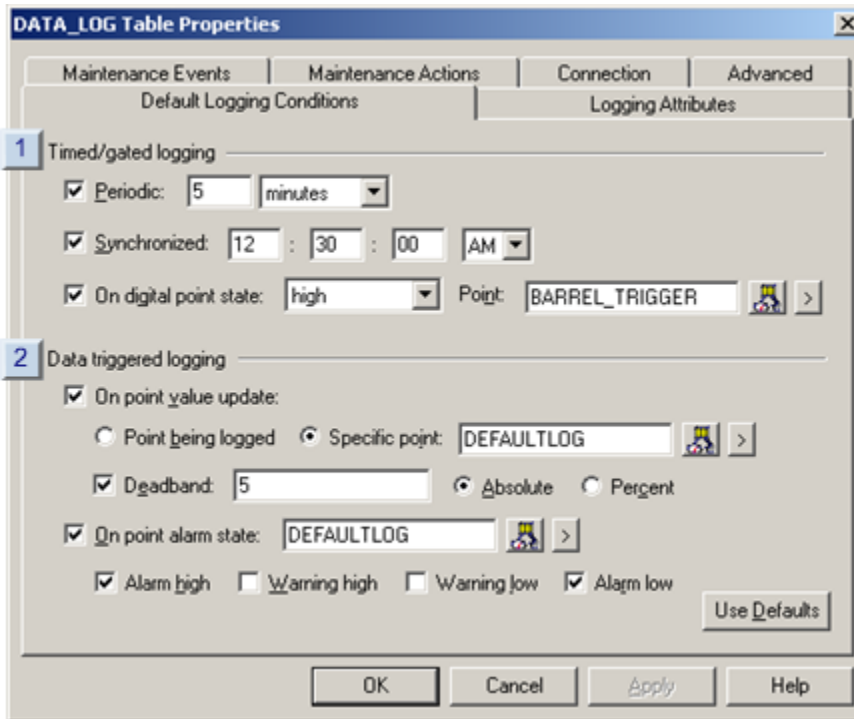 DATA_LOG Table Properties
Maintenance Events Maintenance Actions Connection Advanced
Default Logging Conditions Logging Attributes
1 Timed/gated logging
Periodic: 5 minutes
Synchronized: 12 : 30 : 00 AM
On digital point state: high Point: BARREL_TRIGGER >
2 Data triggered logging
On point value update:
Point being logged Specific point: DEFAULTLOG >
Deadband: 5 Absolute Percent
On point alarm state: DEFAULTLOG >
Alarm high Warning high Warning low Alarm low
Use Defaults
OK Cancel Apply Help